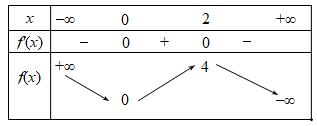 x −∞ 0 2 +∞
f'(x) − 0 + 0 −
f(x) +∞ 0 4 −∞